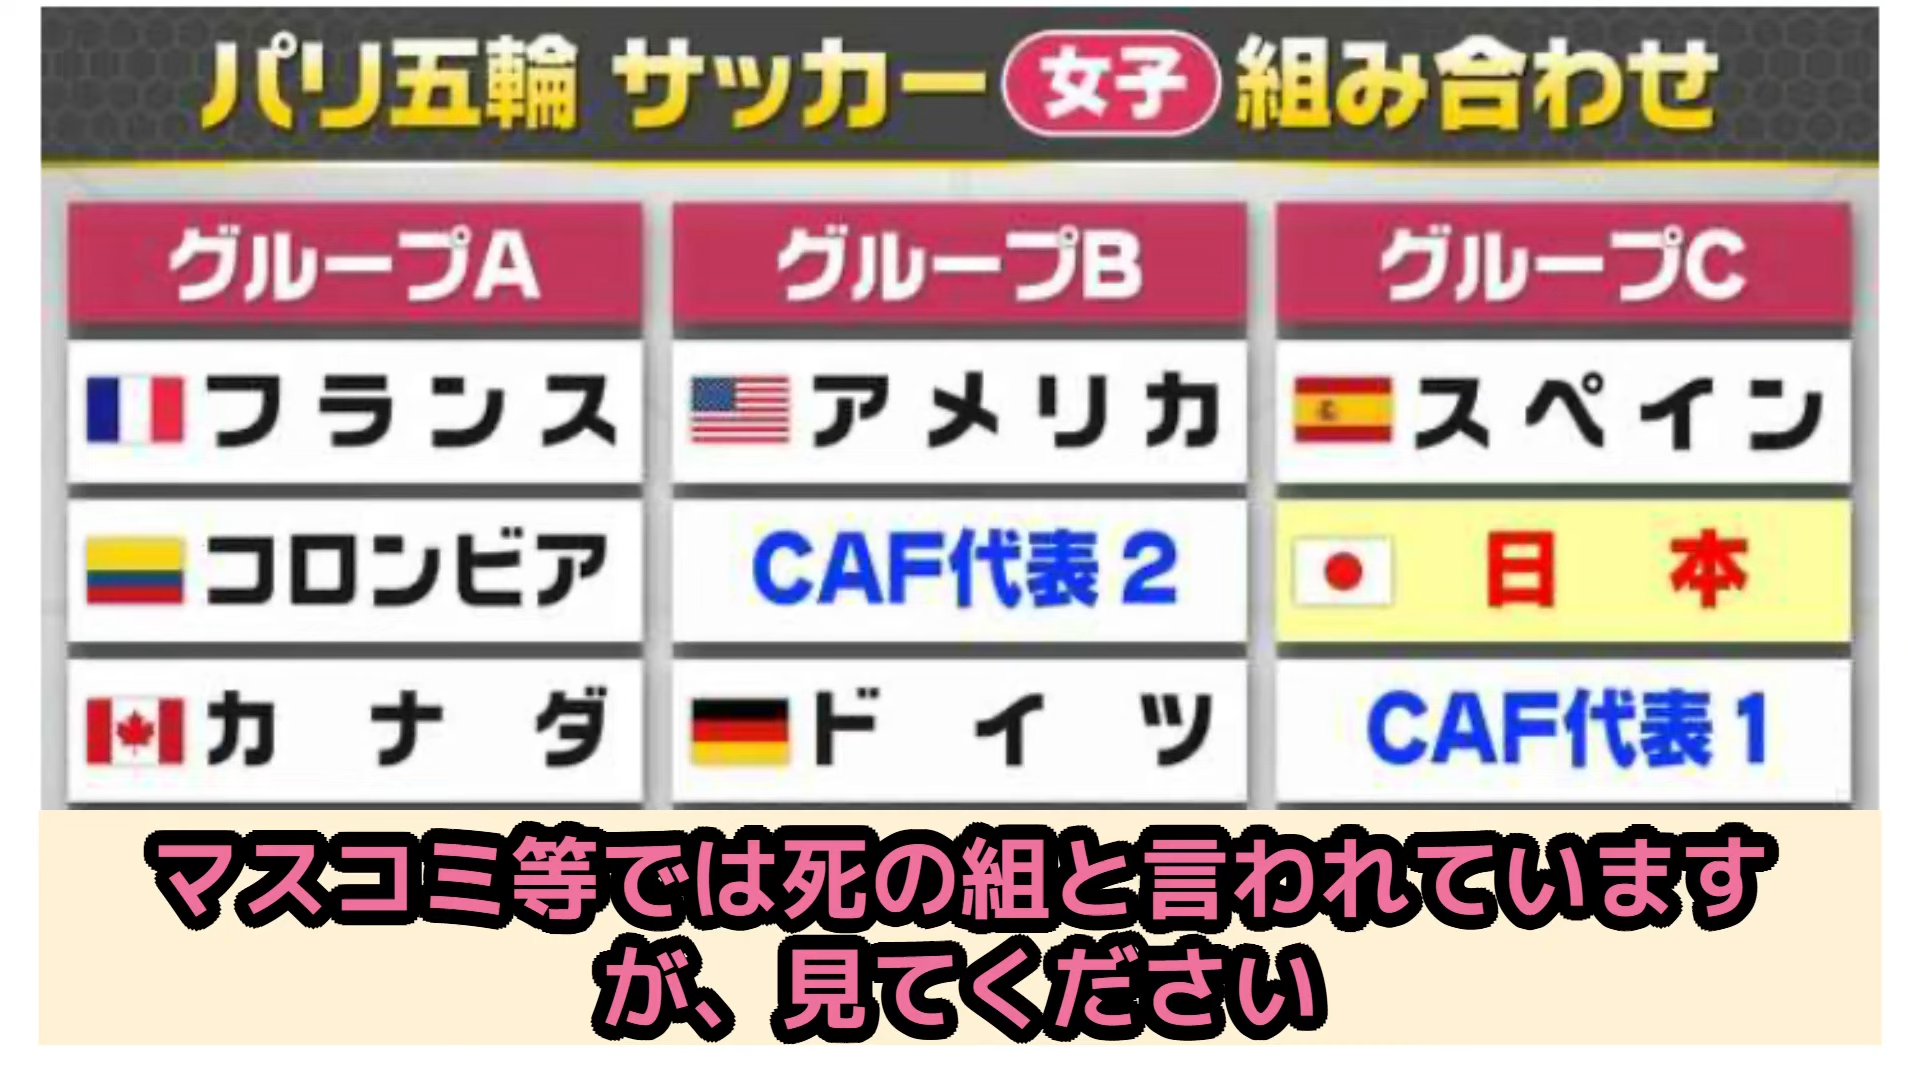 パリ五輪 サッカー 女子 組み合わせ
グループA グループB グループC
フランス アメリカ スペイン
コロンビア CAF代表2 日本
カナダ ドイツ CAF代表1
マスコミ等では死の組と言われています
が、見てください